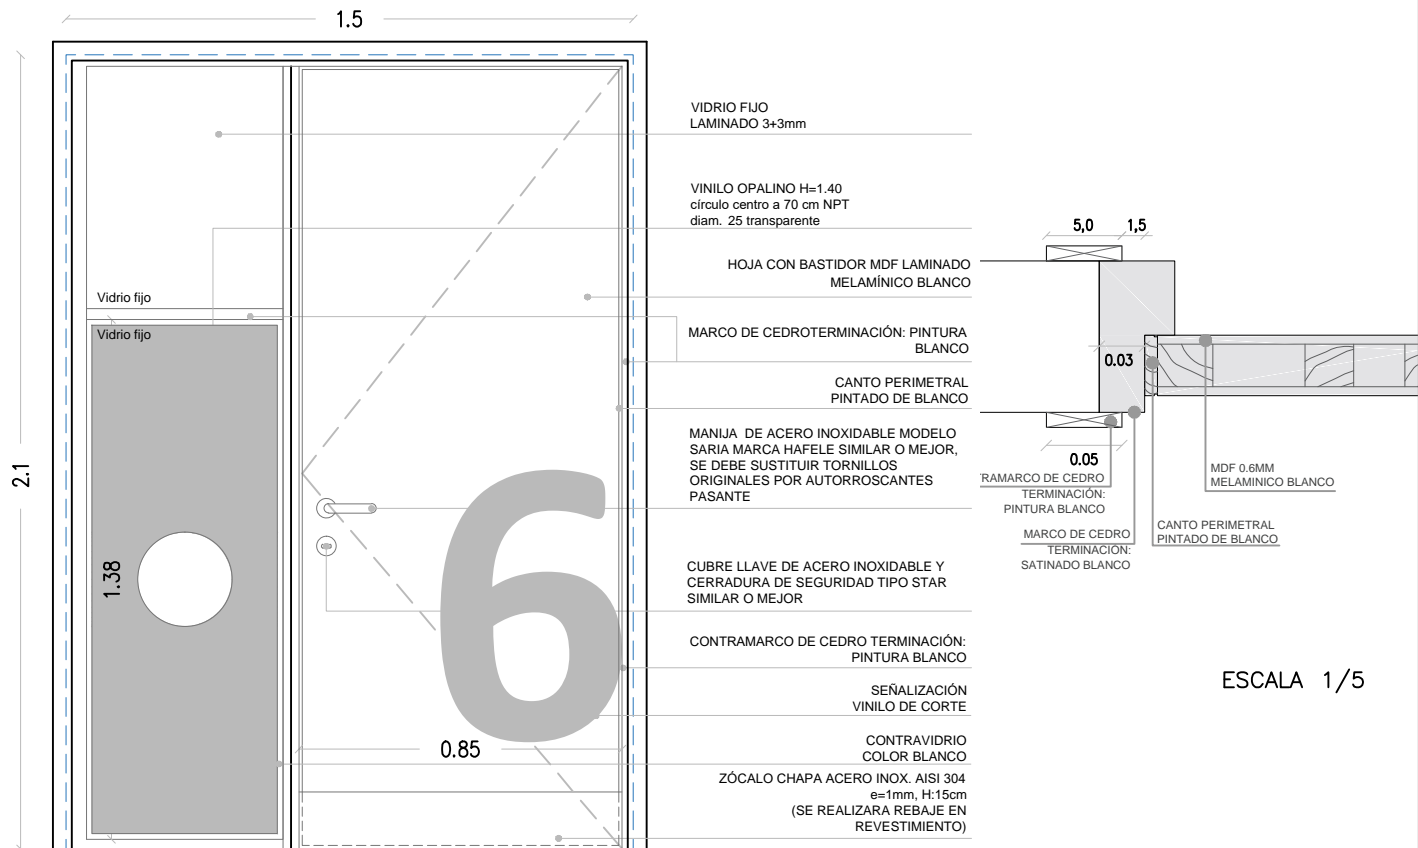 1.5
2.1
Vidrio fijo
Vidrio fijo
1.38
6
0.85
VIDRIO FIJO
LAMINADO 3+3mm
VINILO OPALINO H=1.40
círculo centro a 70 cm NPT
diam. 25 transparente
HOJA CON BASTIDOR MDF LAMINADO
MELAMÍNICO BLANCO
MARCO DE CEDROTERMINACIÓN: PINTURA
BLANCO
CANTO PERIMETRAL
PINTADO DE BLANCO
MANIJA DE ACERO INOXIDABLE MODELO
SARIA MARCA HAFELE SIMILAR O MEJOR,
SE DEBE SUSTITUIR TORNILLOS
ORIGINALES POR AUTORROSCANTES
PASANTE
CUBRE LLAVE DE ACERO INOXIDABLE Y
CERRADURA DE SEGURIDAD TIPO STAR
SIMILAR O MEJOR
CONTRAMARCO DE CEDRO TERMINACIÓN:
PINTURA BLANCO
SEÑALIZACIÓN
VINILO DE CORTE
CONTRAVIDRIO
COLOR BLANCO
ZÓCALO CHAPA ACERO INOX. AISI 304
e=1mm, H:15cm
(SE REALIZARA REBAJE EN
REVESTIMIENTO)
5,0 1,5
0.03
0.05
TRAMARCO DE CEDRO
TERMINACIÓN:
PINTURA BLANCO
MARCO DE CEDRO
TERMINACIÓN:
SATINADO BLANCO
MDF 0.6MM
MELAMINICO BLANCO
CANTO PERIMETRAL
PINTADO DE BLANCO
ESCALA 1/5